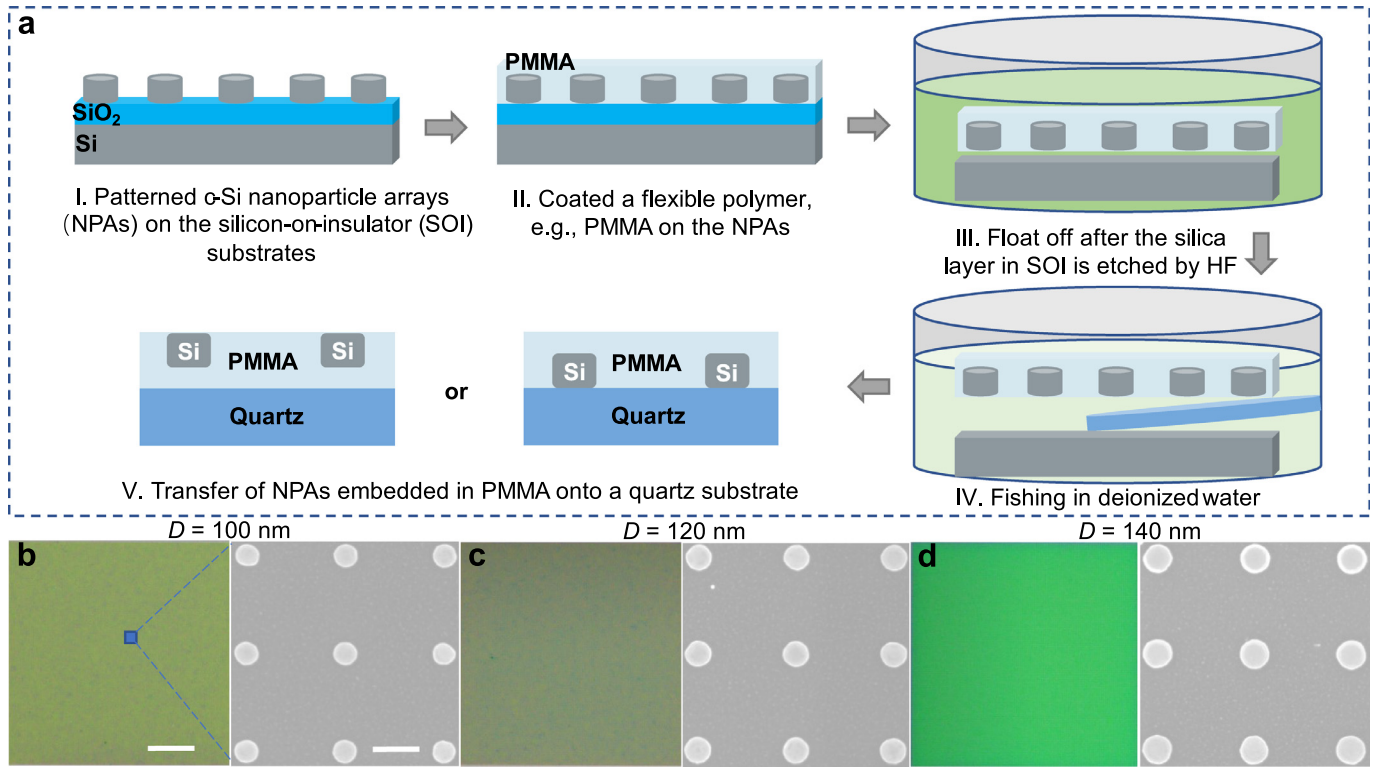 a
SiO2
Si
I. Patterned c-Si nanoparticle arrays
(NPAs) on the silicon-on-insulator (SOI)
substrates
PMMA
II. Coated a flexible polymer,
e.g., PMMA on the NPAs
III. Float off after the silica
layer in SOI is etched by HF
IV. Fishing in deionized water
Si
PMMA
Si
Quartz
or
Si
PMMA
Si
Quartz
V. Transfer of NPAs embedded in PMMA onto a quartz substrate
D = 100 nm
D = 120 nm
D = 140 nm
b
c
d